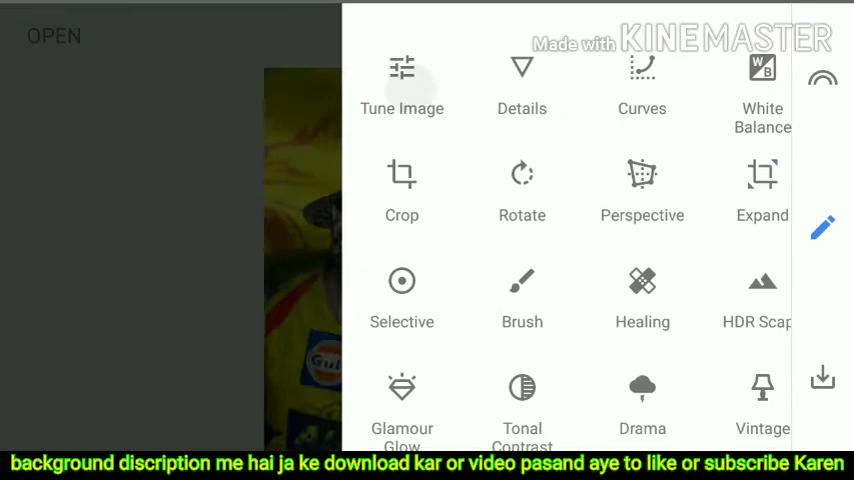 OPEN
Made with KINEMASTER
Tune Image
Details
Curves
White
Balance
Crop
Rotate
Perspective
Expand
Selective
Brush
Healing
HDR Scap
Glamour
Glow
Tonal
Contrast
Drama
Vintage
W
B
Gulf
background discription me hai ja ke download kar or video pasand aye to like or subscribe Karen